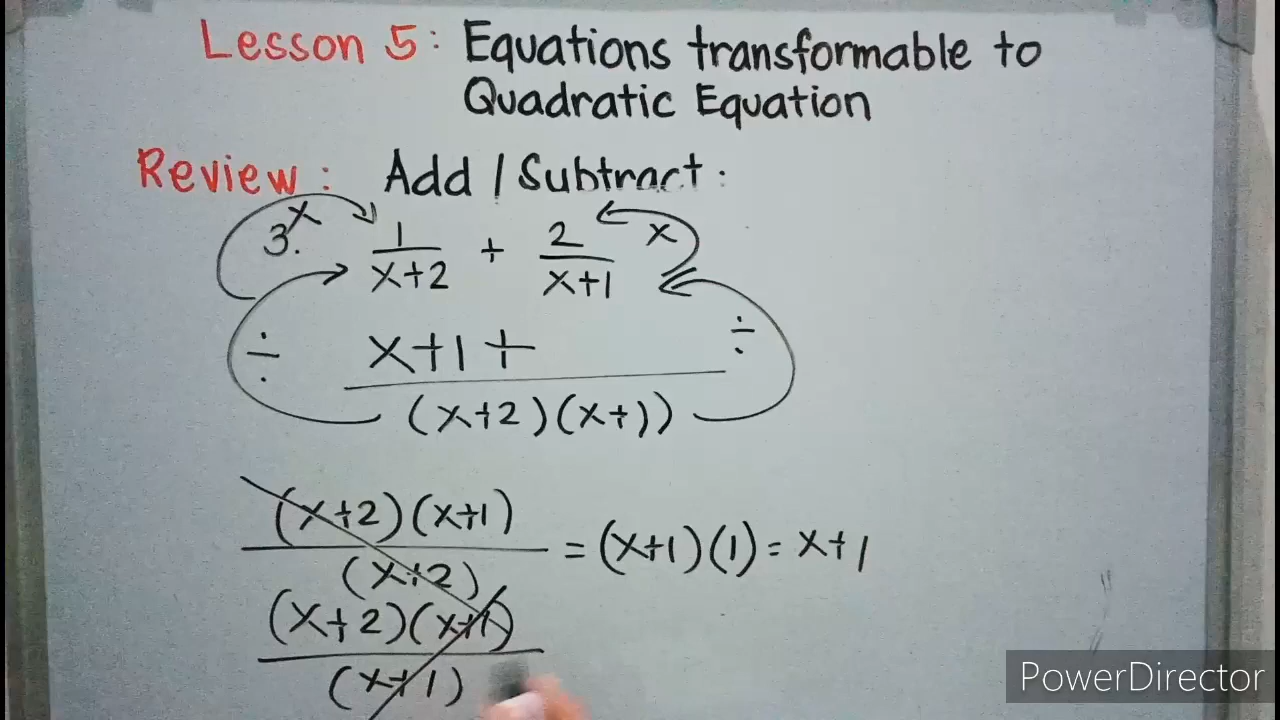 Lesson 5: Equations transformable to
Quadratic Equation
Review: Add / Subtract:
3. x 1/x+2 + 2/x+1 x
÷ x+1 + ÷
(x+2)(x+1)
(x+2)(x+1)/(x+2) = (x+1)(1) = x+1
(x+2)(x+1)/(x+1)
PowerDirector